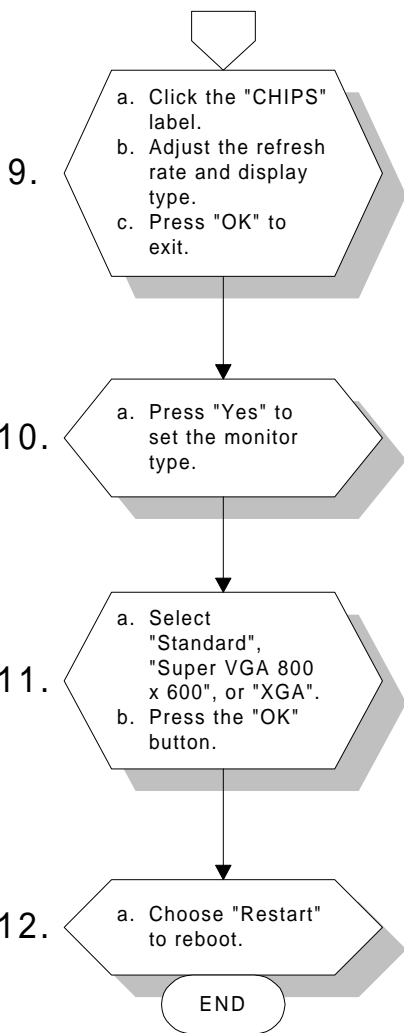 9.
a. Click the "CHIPS"
label.
b. Adjust the refresh
rate and display
type.
c. Press "OK" to
exit.
10.
a. Press "Yes" to
set the monitor
type.
11.
a. Select
"Standard",
"Super VGA 800
x 600", or "XGA".
b. Press the "OK"
button.
12.
a. Choose "Restart"
to reboot.
END